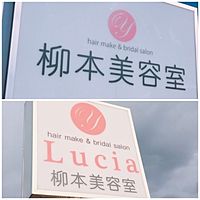 y
hair make & bridal salon
柳本美容室
y
hair make & bridal salon
Lucia
柳本美容室